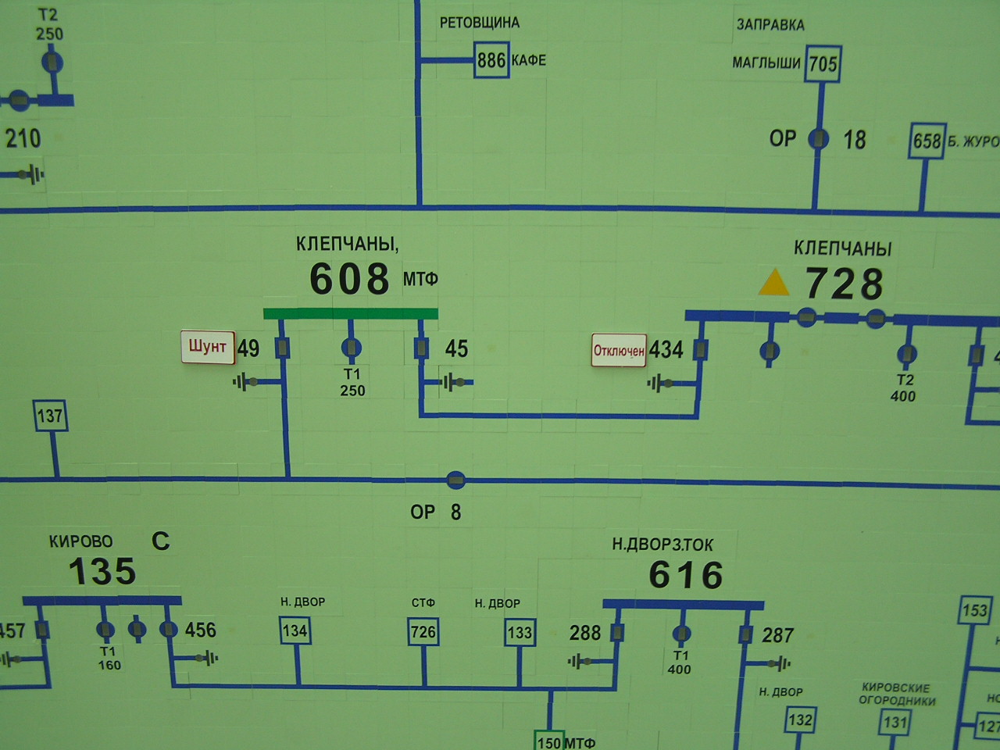 Т2
250
210
РЕТОВЩИНА
886 КАФЕ
ЗАПРАВКА
МАГЛЫШИ 705
ОР 18
658 Б. ЖУРО
КЛЕПЧАНЫ,
608 МТФ
Шунт 49
45
Т1
250
КЛЕПЧАНЫ
728
Отключен 434
Т2
400
4
137
ОР 8
КИРОВО С
135
457
456
Т1
160
Н. ДВОР
134
СТФ
726
Н. ДВОР
133
Н.ДВОРЗ.ТОК
616
288
287
Т1
400
150 МТФ
Н. ДВОР
132
КИРОВСКИЕ
ОГОРОДНИКИ
131
153
Н
НО
127